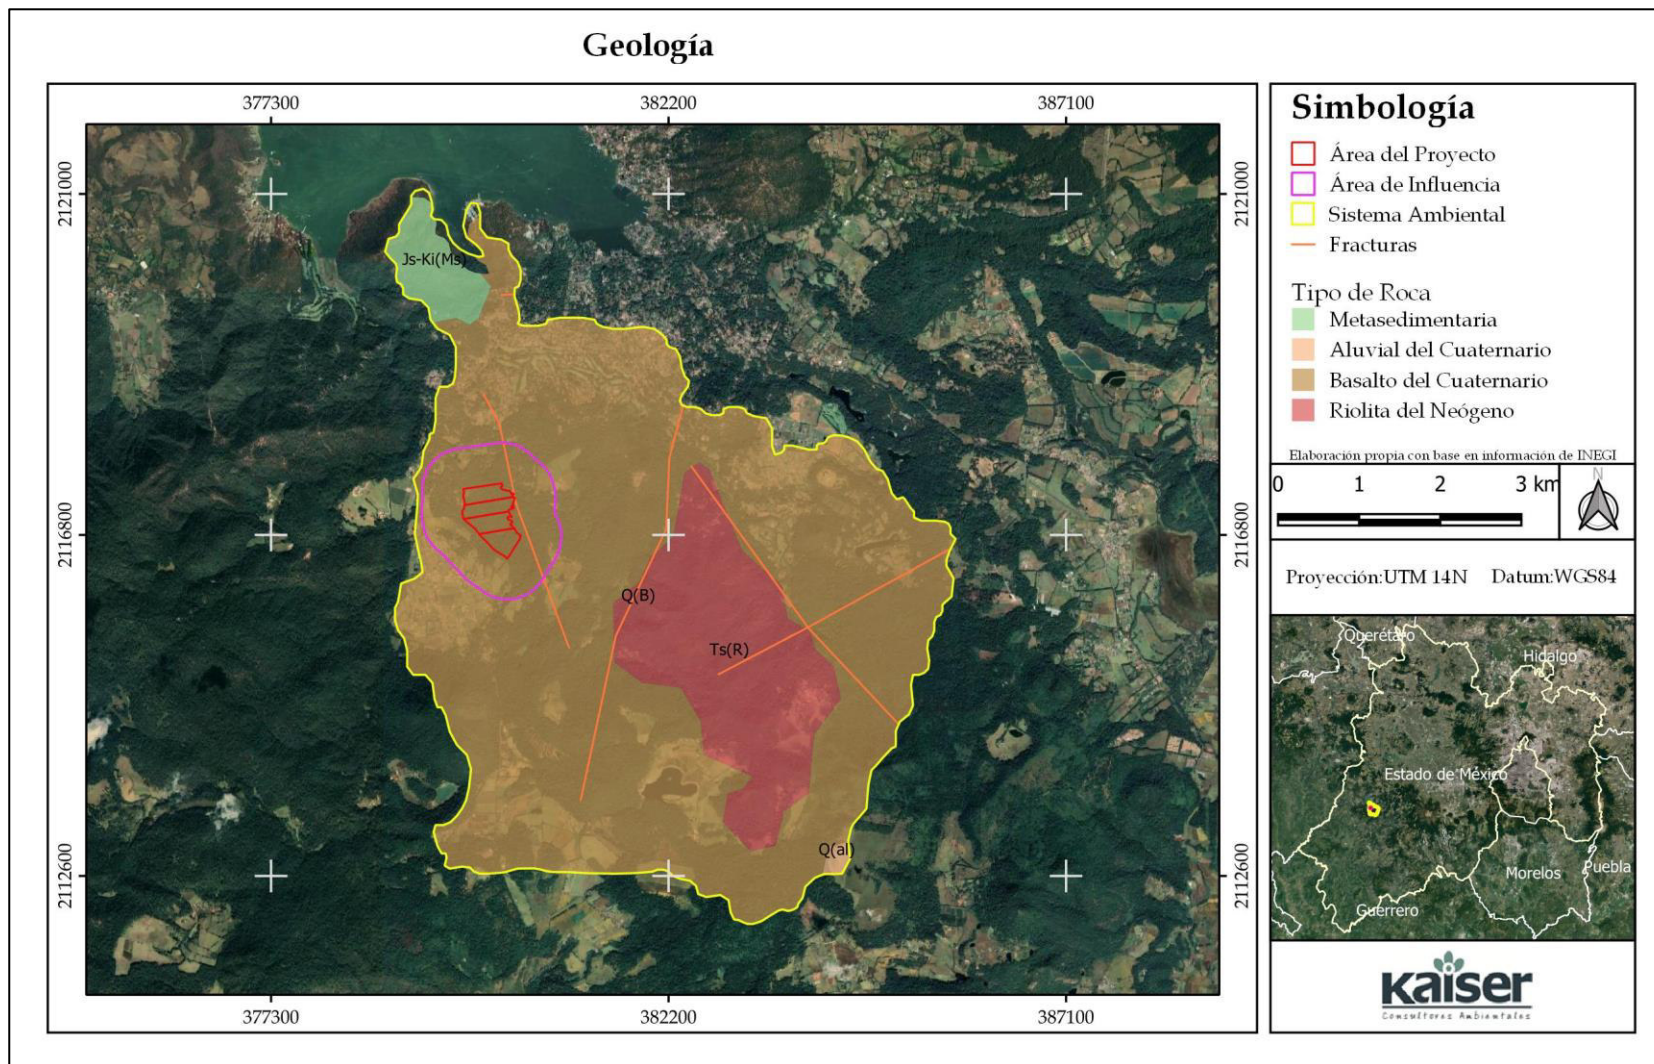 Geología
377300
382200
387100
2121000
2121000
Js-Ki(Ms)
2116800
2116800
Q(B)
Ts(R)
Q(al)
2112600
2112600
377300
382200
387100
Simbología
Área del Proyecto
Área de Influencia
Sistema Ambiental
Fracturas
Tipo de Roca
Metasedimentaria
Aluvial del Cuaternario
Basalto del Cuaternario
Riolita del Neógeno
Elaboración propia con base en información de INEGI
0 1 2 3 km
N
Proyección:UTM 14N Datum:WGS84
Querétaro
Hidalgo
Estado de México
Morelos
Puebla
Guerrero
Kaiser
Consultores Ambientales